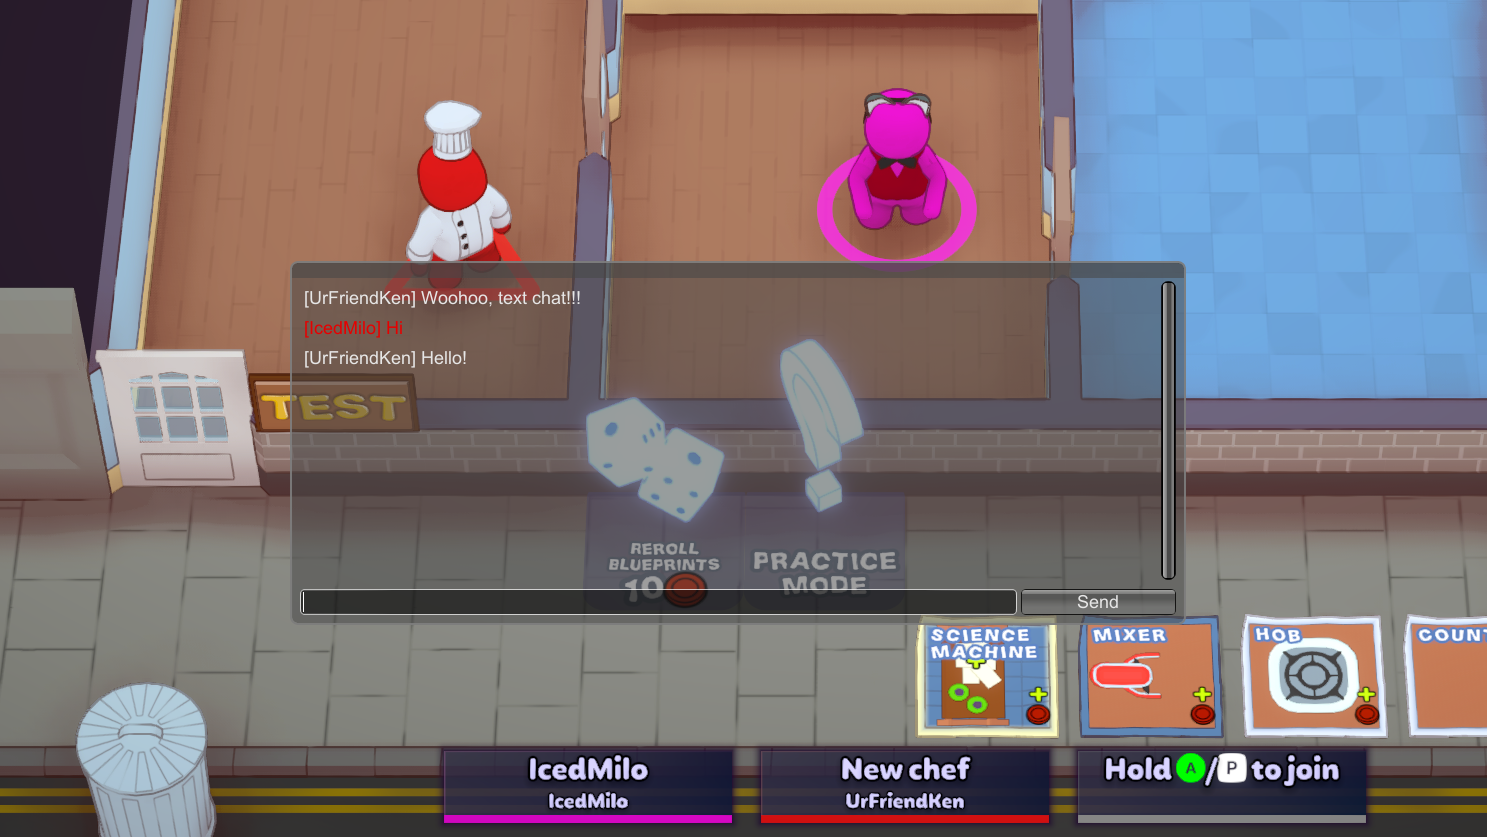 [UrFriendKen] Woohoo, text chat!!!
[IcedMilo] Hi
[UrFriendKen] Hello!
TEST
REROLL
BLUEPRINTS
10
PRACTICE
MODE
Send
SCIENCE
MACHINE
MIXER
HOB
COUNT
IcedMilo
IcedMilo
New chef
UrFriendKen
Hold A/P to join